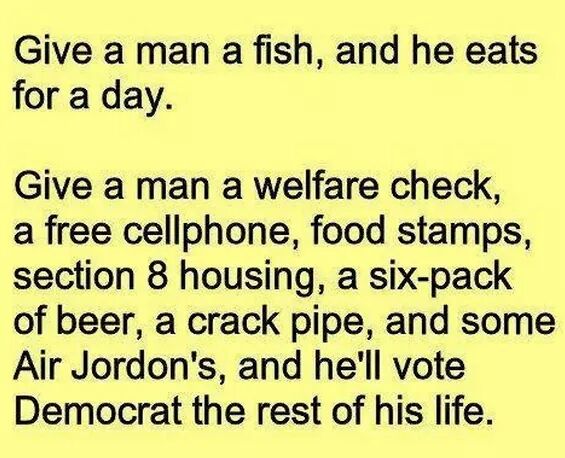 Give a man a fish, and he eats
for a day.
Give a man a welfare check,
a free cellphone, food stamps,
section 8 housing, a six-pack
of beer, a crack pipe, and some
Air Jordon's, and he'll vote
Democrat the rest of his life.